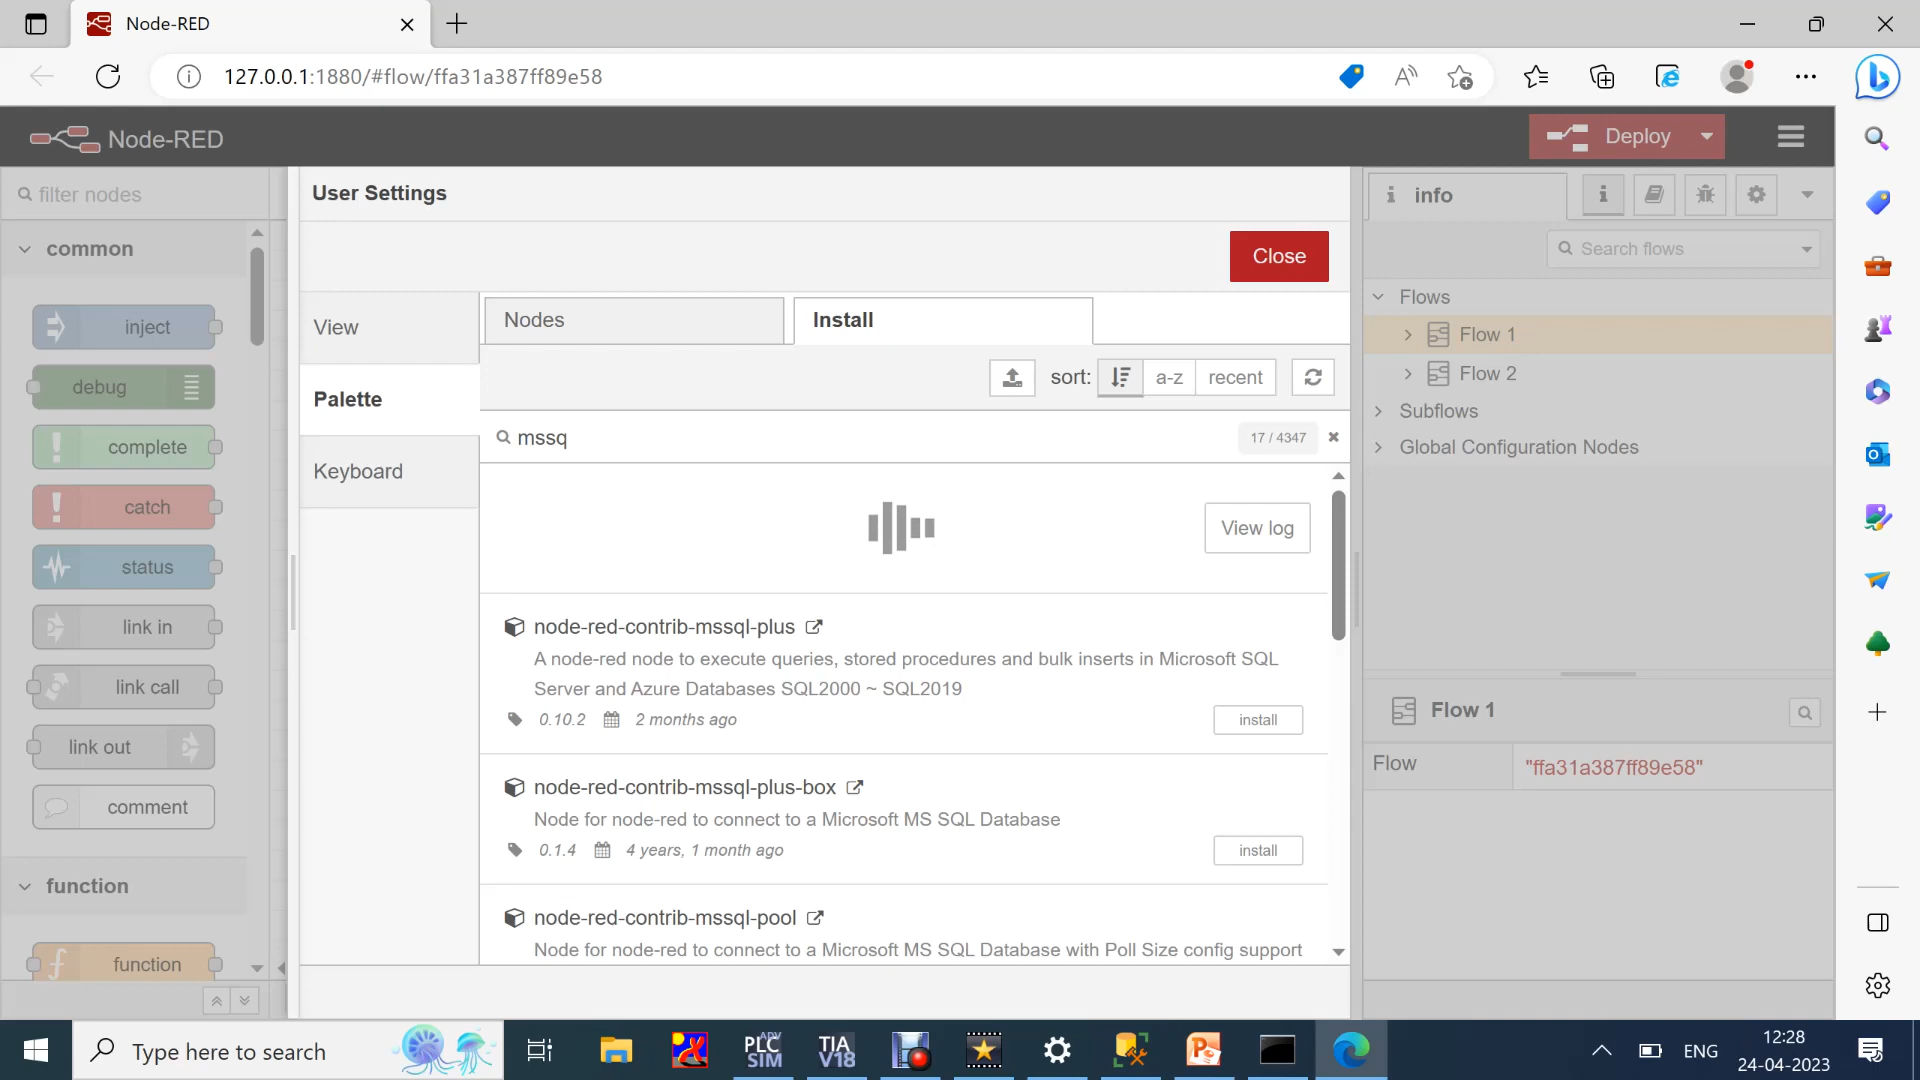 Node-RED
127.0.0.1:1880/#flow/ffa31a387ff89e58
Node-RED
Deploy
filter nodes
common
inject
debug
complete
catch
status
link in
link call
link out
comment
function
function
User Settings
Close
View
Palette
Keyboard
Nodes
Install
sort:
a-z
recent
mssq
17 / 4347
View log
node-red-contrib-mssql-plus
A node-red node to execute queries, stored procedures and bulk inserts in Microsoft SQL
Server and Azure Databases SQL2000 ~ SQL2019
0.10.2 2 months ago
install
node-red-contrib-mssql-plus-box
Node for node-red to connect to a Microsoft MS SQL Database
0.1.4 4 years, 1 month ago
install
node-red-contrib-mssql-pool
Node for node-red to connect to a Microsoft MS SQL Database with Poll Size config support
info
Search flows
Flows
Flow 1
Flow 2
Subflows
Global Configuration Nodes
Flow 1
Flow "ffa31a387ff89e58"
Type here to search
PLC ADV
SIM
TIA
V18
ENG
12:28
24-04-2023